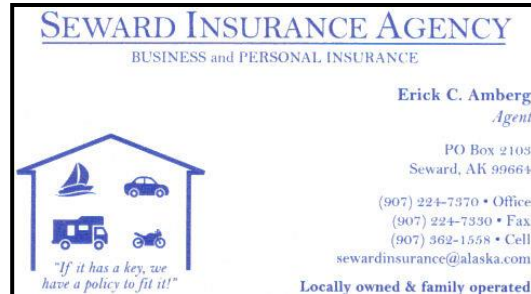 SEWARD INSURANCE AGENCY
BUSINESS and PERSONAL INSURANCE
Erick C. Amberg
Agent
PO Box 2103
Seward, AK 99664
(907) 224-7370 • Office
(907) 224-7330 • Fax
(907) 362-1558 • Cell
sewardinsurance@alaska.com
"If it has a key, we
have a policy to fit it!"
Locally owned & family operated